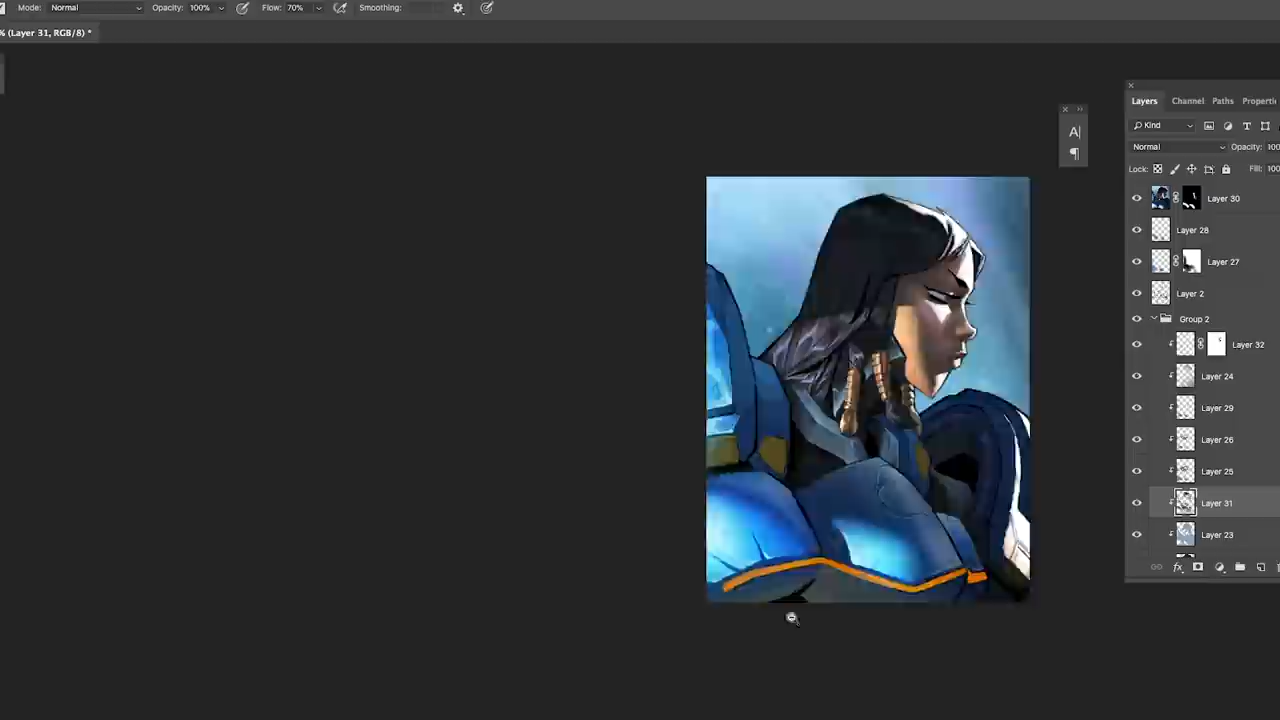 Mode: Normal Opacity: 100% Flow: 70% Smoothing:
% (Layer 31, RGB/8) *
Layers Channel Paths Properti
Kind
Normal Opacity: 100
Lock: Fill: 100
Layer 30
Layer 28
Layer 27
Layer 2
Group 2
Layer 32
Layer 24
Layer 29
Layer 26
Layer 25
Layer 31
Layer 23
fx
A|
¶